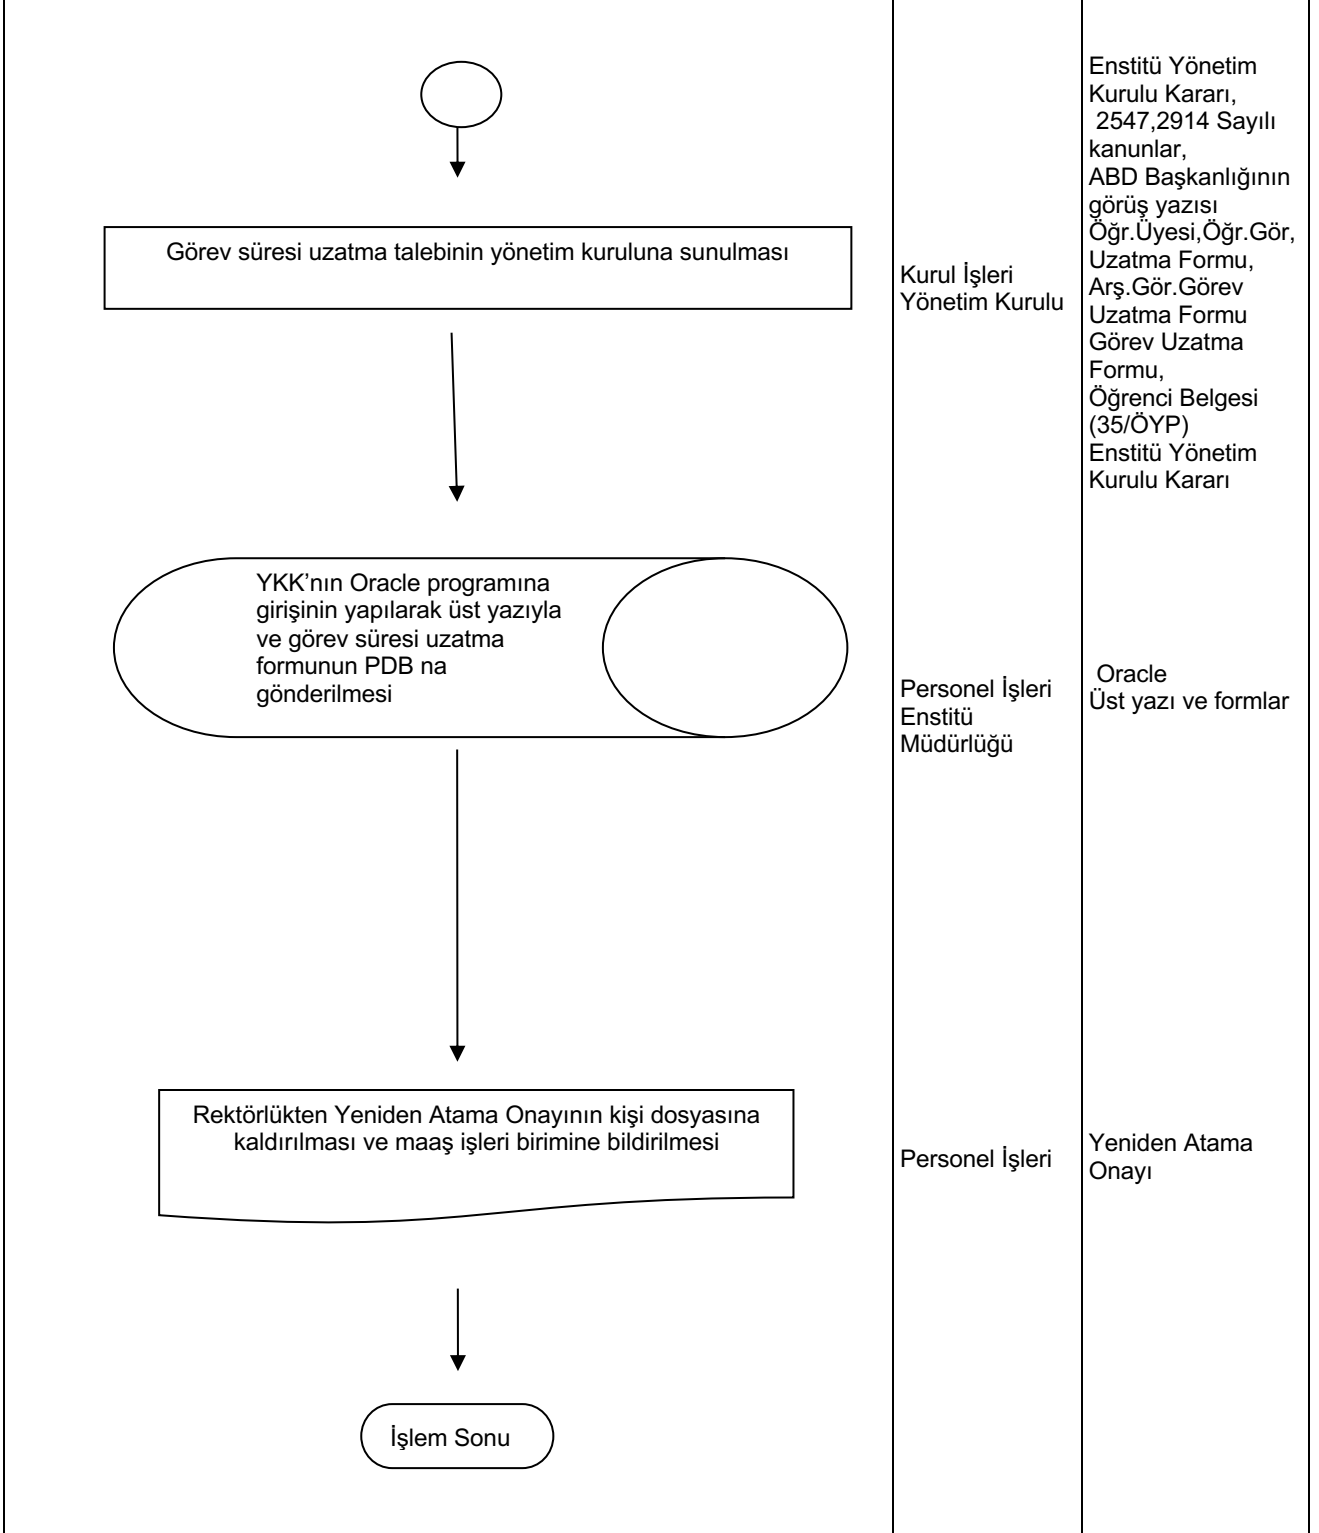 Görev süresi uzatma talebinin yönetim kuruluna sunulması
Kurul İşleri
Yönetim Kurulu
Enstitü Yönetim
Kurulu Kararı,
2547,2914 Sayılı
kanunlar,
ABD Başkanlığının
görüş yazısı
Öğr.Üyesi,Öğr.Gör,
Uzatma Formu,
Arş.Gör.Görev
Uzatma Formu
Görev Uzatma
Formu,
Öğrenci Belgesi
(35/ÖYP)
Enstitü Yönetim
Kurulu Kararı
YKK’nın Oracle programına
girişinin yapılarak üst yazıyla
ve görev süresi uzatma
formunun PDB na
gönderilmesi
Personel İşleri
Enstitü
Müdürlüğü
Oracle
Üst yazı ve formlar
Rektörlükten Yeniden Atama Onayının kişi dosyasına
kaldırılması ve maaş işleri birimine bildirilmesi
Personel İşleri
Yeniden Atama
Onayı
İşlem Sonu